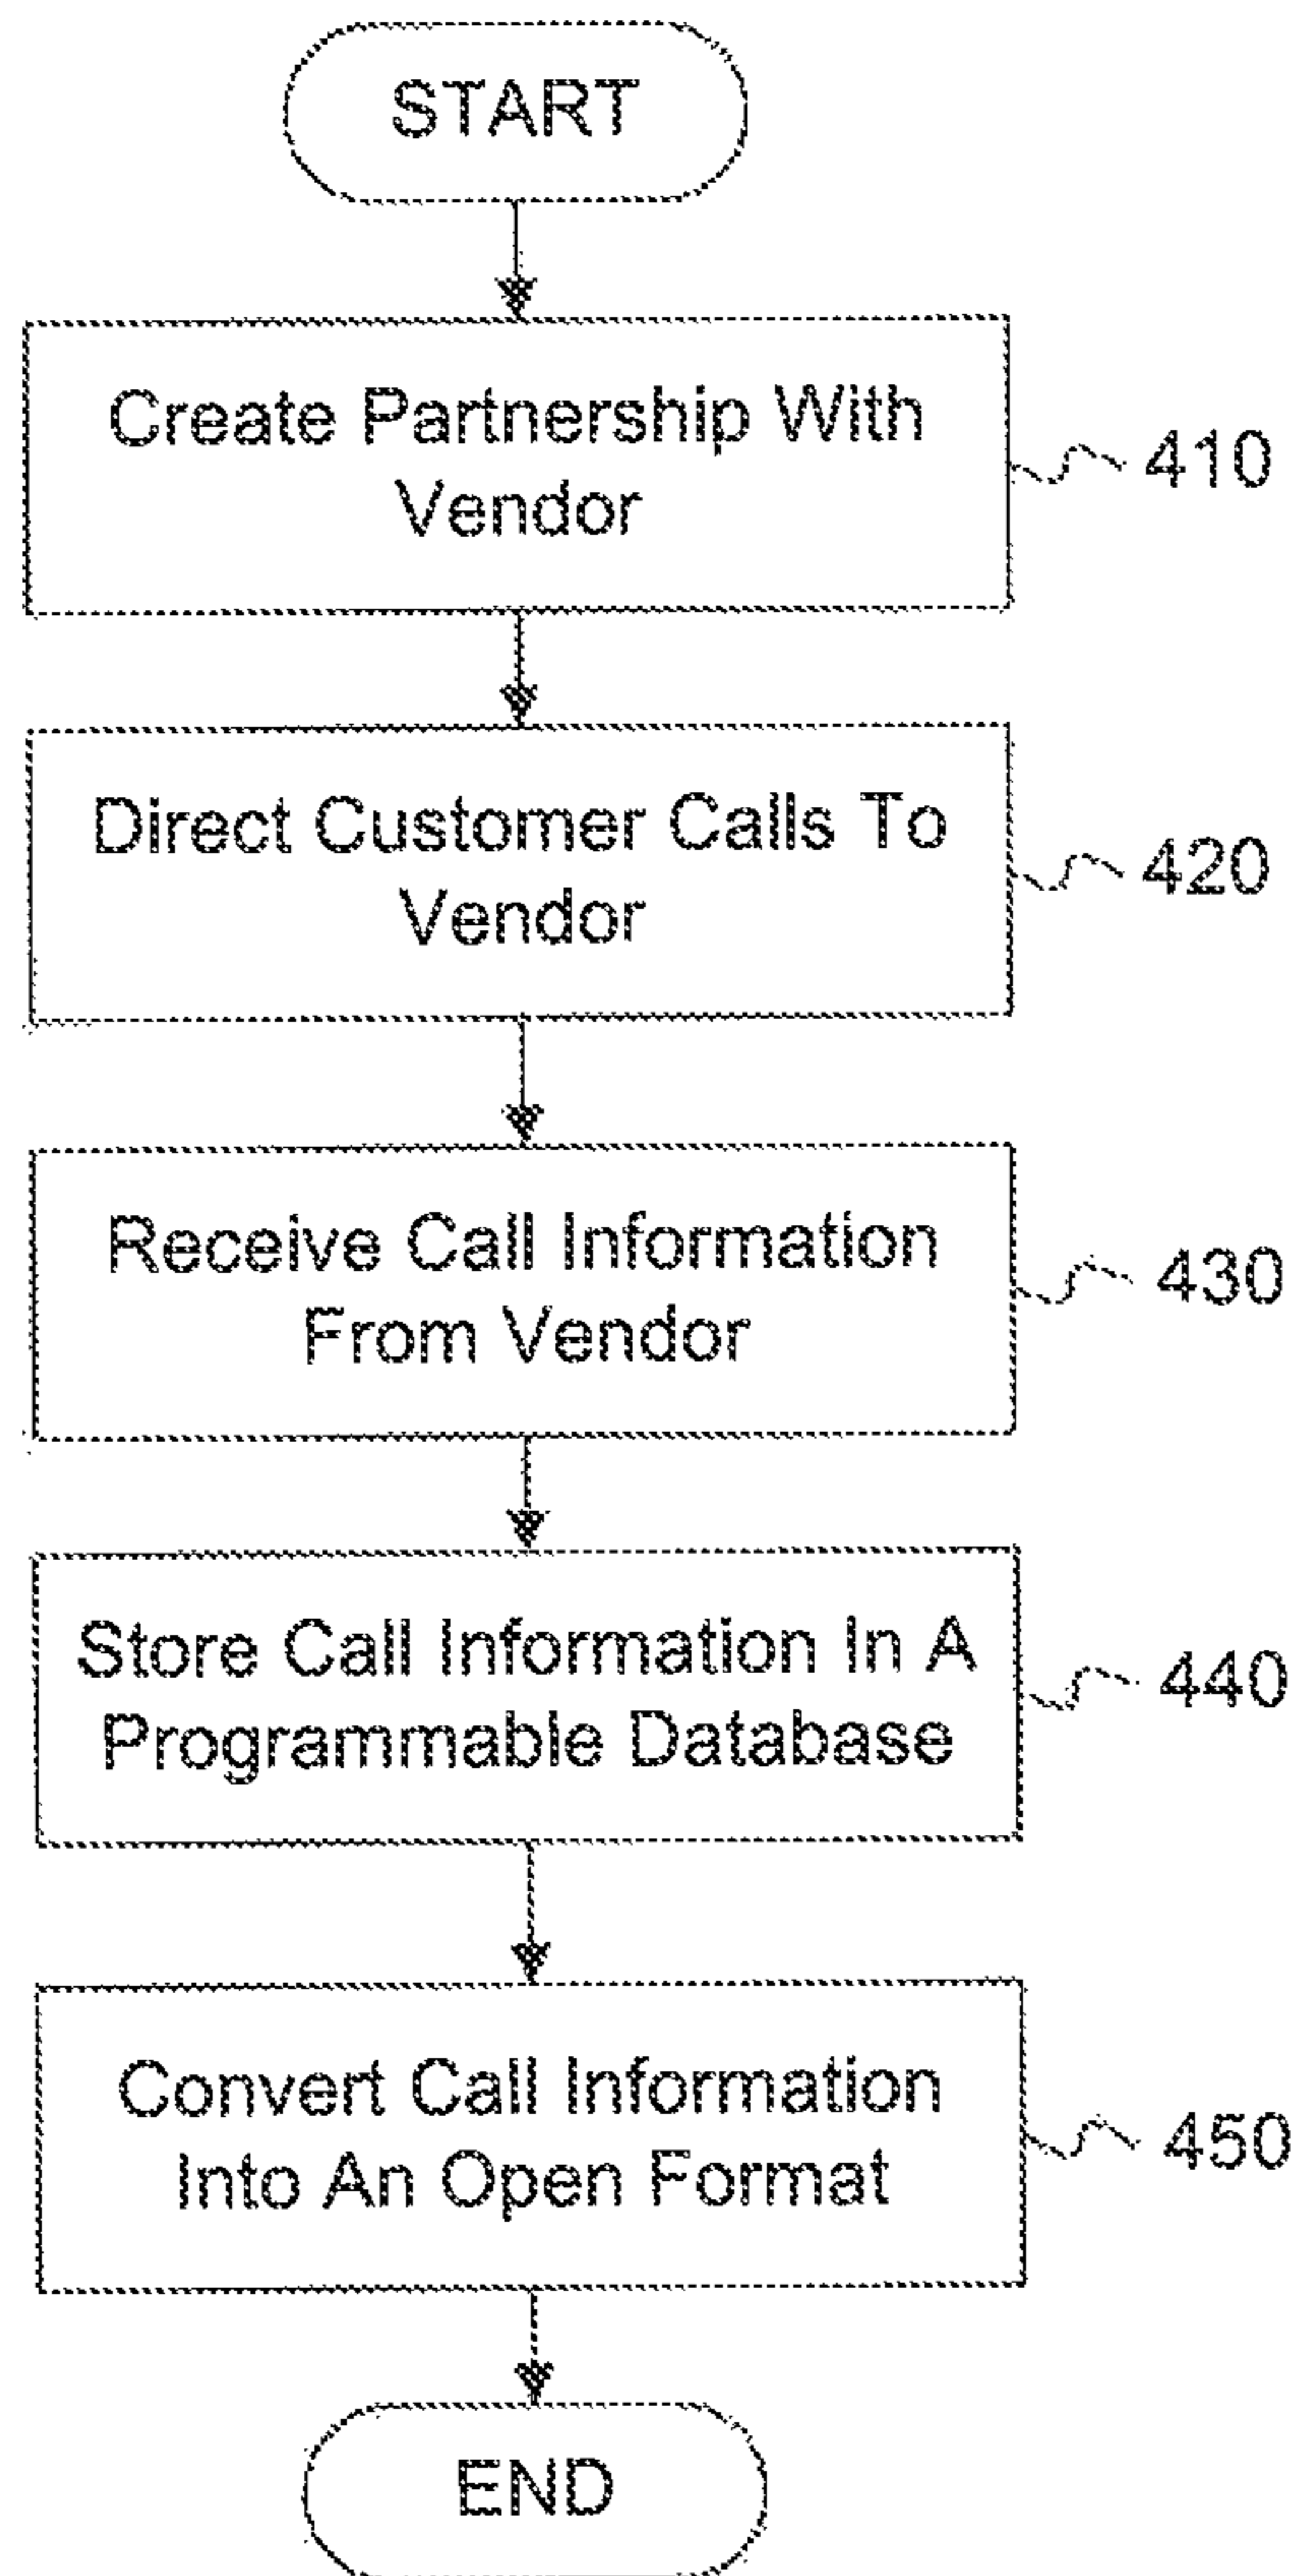 START
Create Partnership With
Vendor
410
Direct Customer Calls To
Vendor
420
Receive Call Information
From Vendor
430
Store Call Information In A
Programmable Database
440
Convert Call Information
Into An Open Format
450
END